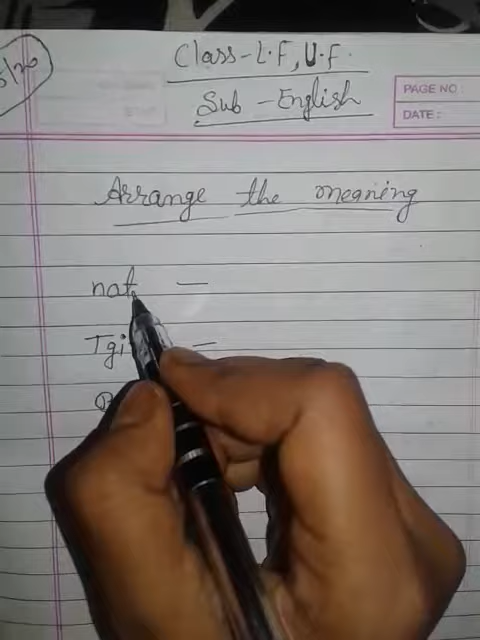 Class-L.F, U.F.
Sub - English
PAGE NO :
DATE :
Arrange the meaning
nat —